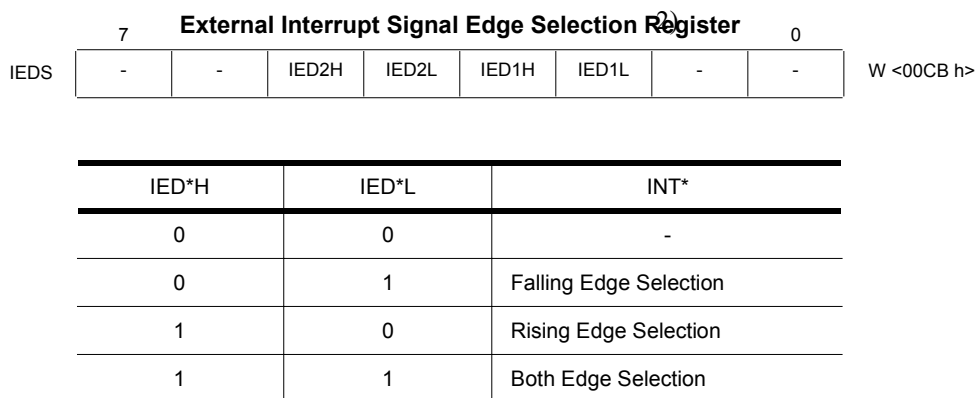 External Interrupt Signal Edge Selection Register 2)
7 0
IEDS - - IED2H IED2L IED1H IED1L - - W <00CB h>
IED*H IED*L INT*
0 0 -
0 1 Falling Edge Selection
1 0 Rising Edge Selection
1 1 Both Edge Selection